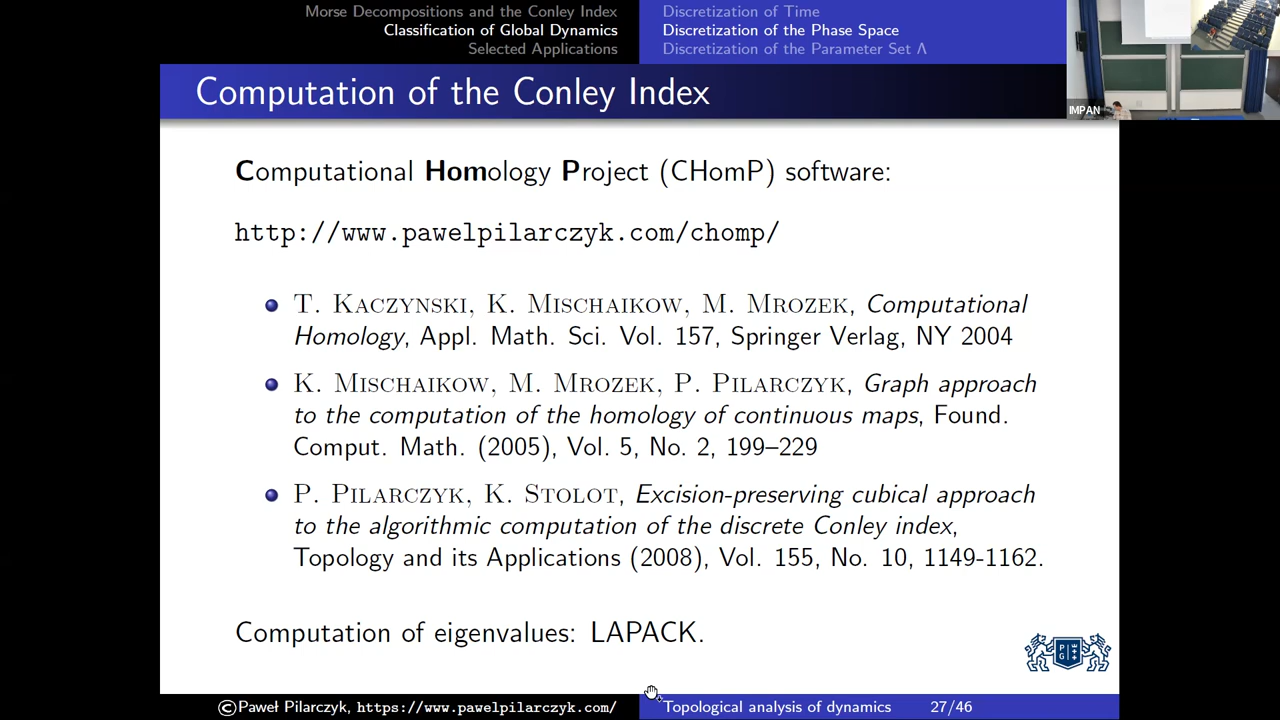 Morse Decompositions and the Conley Index
Classification of Global Dynamics
Selected Applications
Discretization of Time
Discretization of the Phase Space
Discretization of the Parameter Set Λ
IMPAN
Computation of the Conley Index
Computational Homology Project (CHomP) software:
http://www.pawelpilarczyk.com/chomp/
T. KACZYNSKI, K. MISCHAIKOW, M. MROZEK, Computational
Homology, Appl. Math. Sci. Vol. 157, Springer Verlag, NY 2004
K. MISCHAIKOW, M. MROZEK, P. PILARCZYK, Graph approach
to the computation of the homology of continuous maps, Found.
Comput. Math. (2005), Vol. 5, No. 2, 199–229
P. PILARCZYK, K. STOLOT, Excision-preserving cubical approach
to the algorithmic computation of the discrete Conley index,
Topology and its Applications (2008), Vol. 155, No. 10, 1149-1162.
Computation of eigenvalues: LAPACK.
P G
©Paweł Pilarczyk, https://www.pawelpilarczyk.com/
Topological analysis of dynamics
27/46